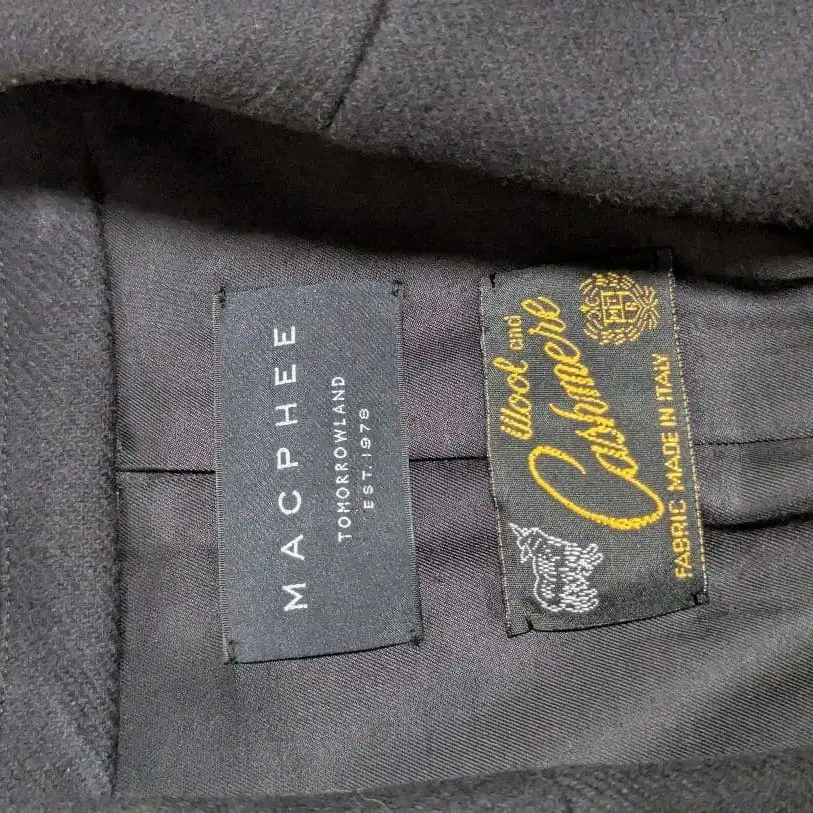 MACPHEE
TOMORROWLAND
EST. 1978
Wool and
Cashmere
FABRIC MADE IN ITALY